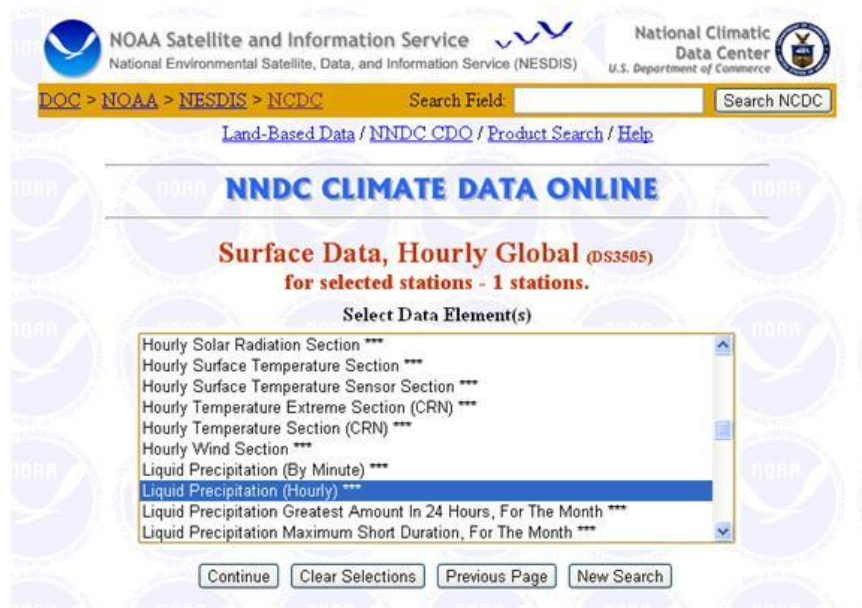 NOAA Satellite and Information Service
National Environmental Satellite, Data, and Information Service (NESDIS)
National Climatic
Data Center
U.S. Department of Commerce
DOC > NOAA > NESDIS > NCDC
Search Field:
Search NCDC
Land-Based Data / NNDC CDO / Product Search / Help
NNDC CLIMATE DATA ONLINE
Surface Data, Hourly Global (DS3505)
for selected stations - 1 stations.
Select Data Element(s)
Hourly Solar Radiation Section ***
Hourly Surface Temperature Section ***
Hourly Surface Temperature Sensor Section ***
Hourly Temperature Extreme Section (CRN) ***
Hourly Temperature Section (CRN) ***
Hourly Wind Section ***
Liquid Precipitation (By Minute) ***
Liquid Precipitation (Hourly) ***
Liquid Precipitation Greatest Amount In 24 Hours, For The Month ***
Liquid Precipitation Maximum Short Duration, For The Month ***
Continue
Clear Selections
Previous Page
New Search